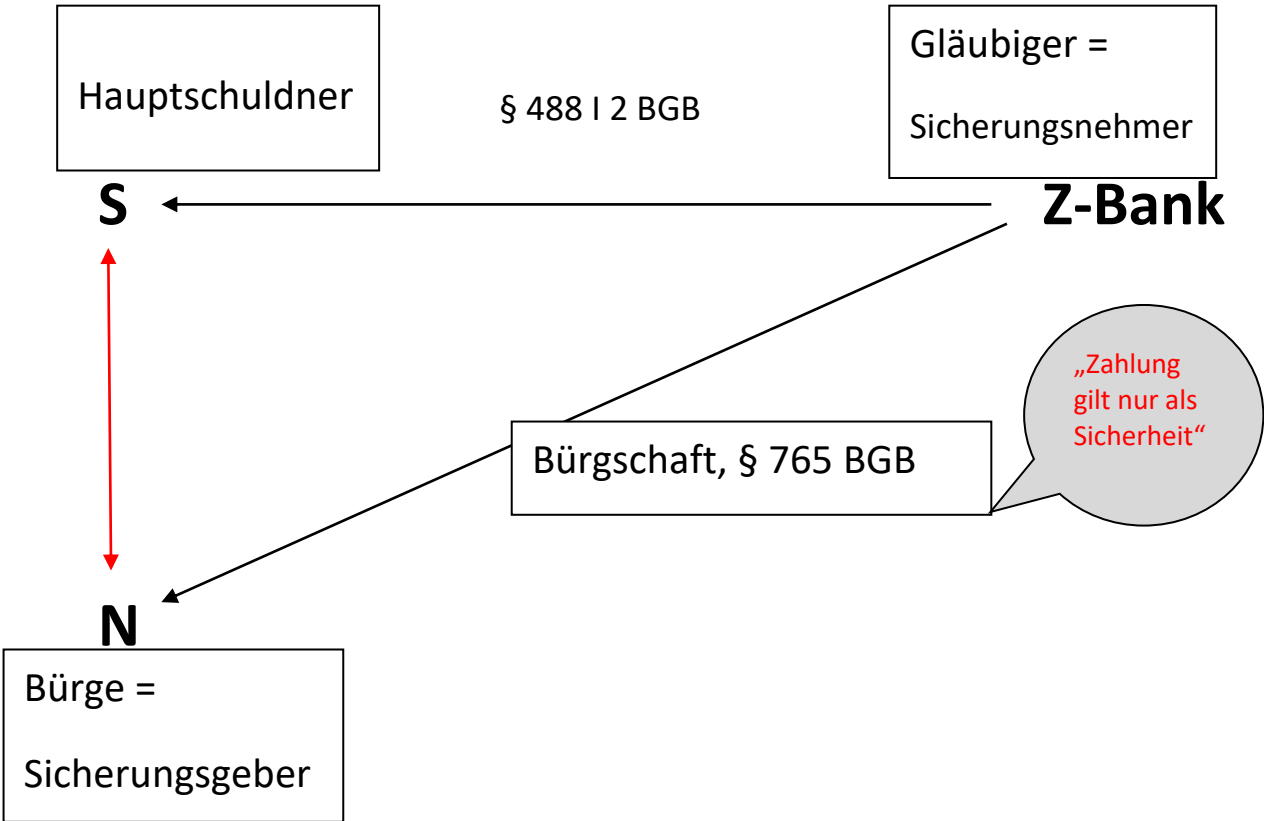 Hauptschuldner
§ 488 I 2 BGB
Gläubiger =
Sicherungsnehmer
S
Z-Bank
„Zahlung
gilt nur als
Sicherheit“
Bürgschaft, § 765 BGB
N
Bürge =
Sicherungsgeber